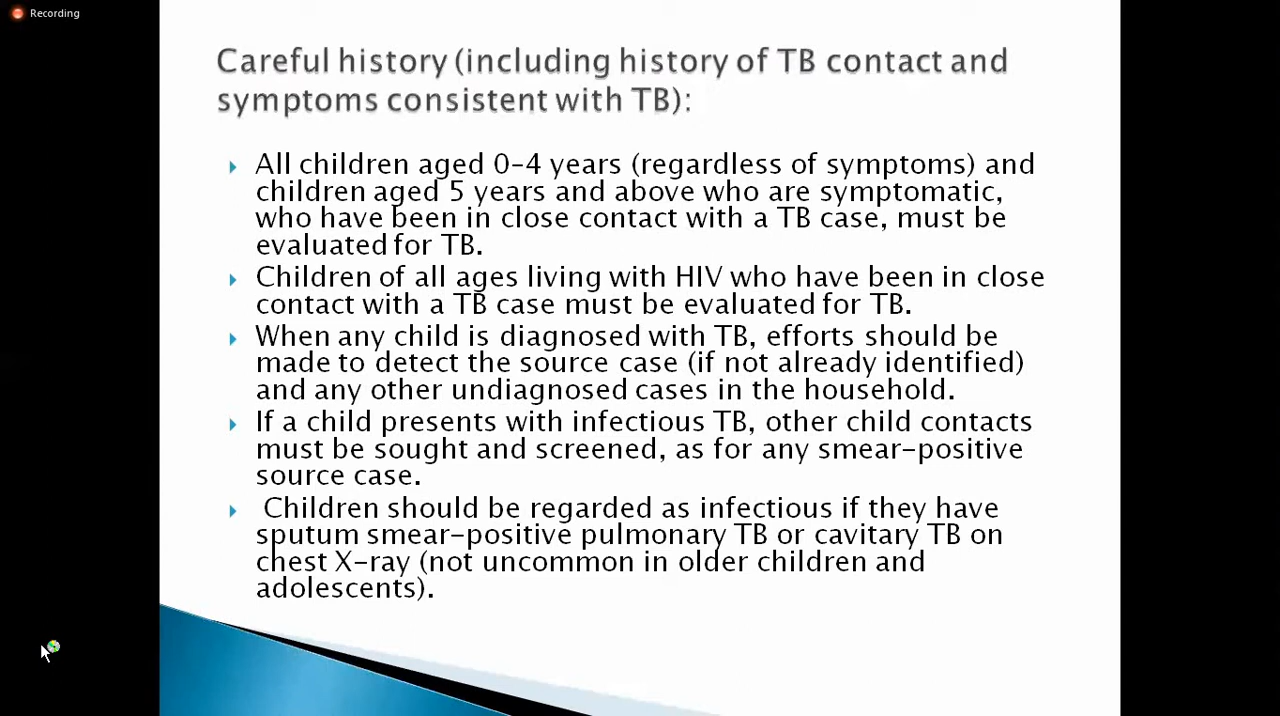 Recording
Careful history (including history of TB contact and
symptoms consistent with TB):
All children aged 0–4 years (regardless of symptoms) and
children aged 5 years and above who are symptomatic,
who have been in close contact with a TB case, must be
evaluated for TB.
Children of all ages living with HIV who have been in close
contact with a TB case must be evaluated for TB.
When any child is diagnosed with TB, efforts should be
made to detect the source case (if not already identified)
and any other undiagnosed cases in the household.
If a child presents with infectious TB, other child contacts
must be sought and screened, as for any smear-positive
source case.
Children should be regarded as infectious if they have
sputum smear-positive pulmonary TB or cavitary TB on
chest X-ray (not uncommon in older children and
adolescents).